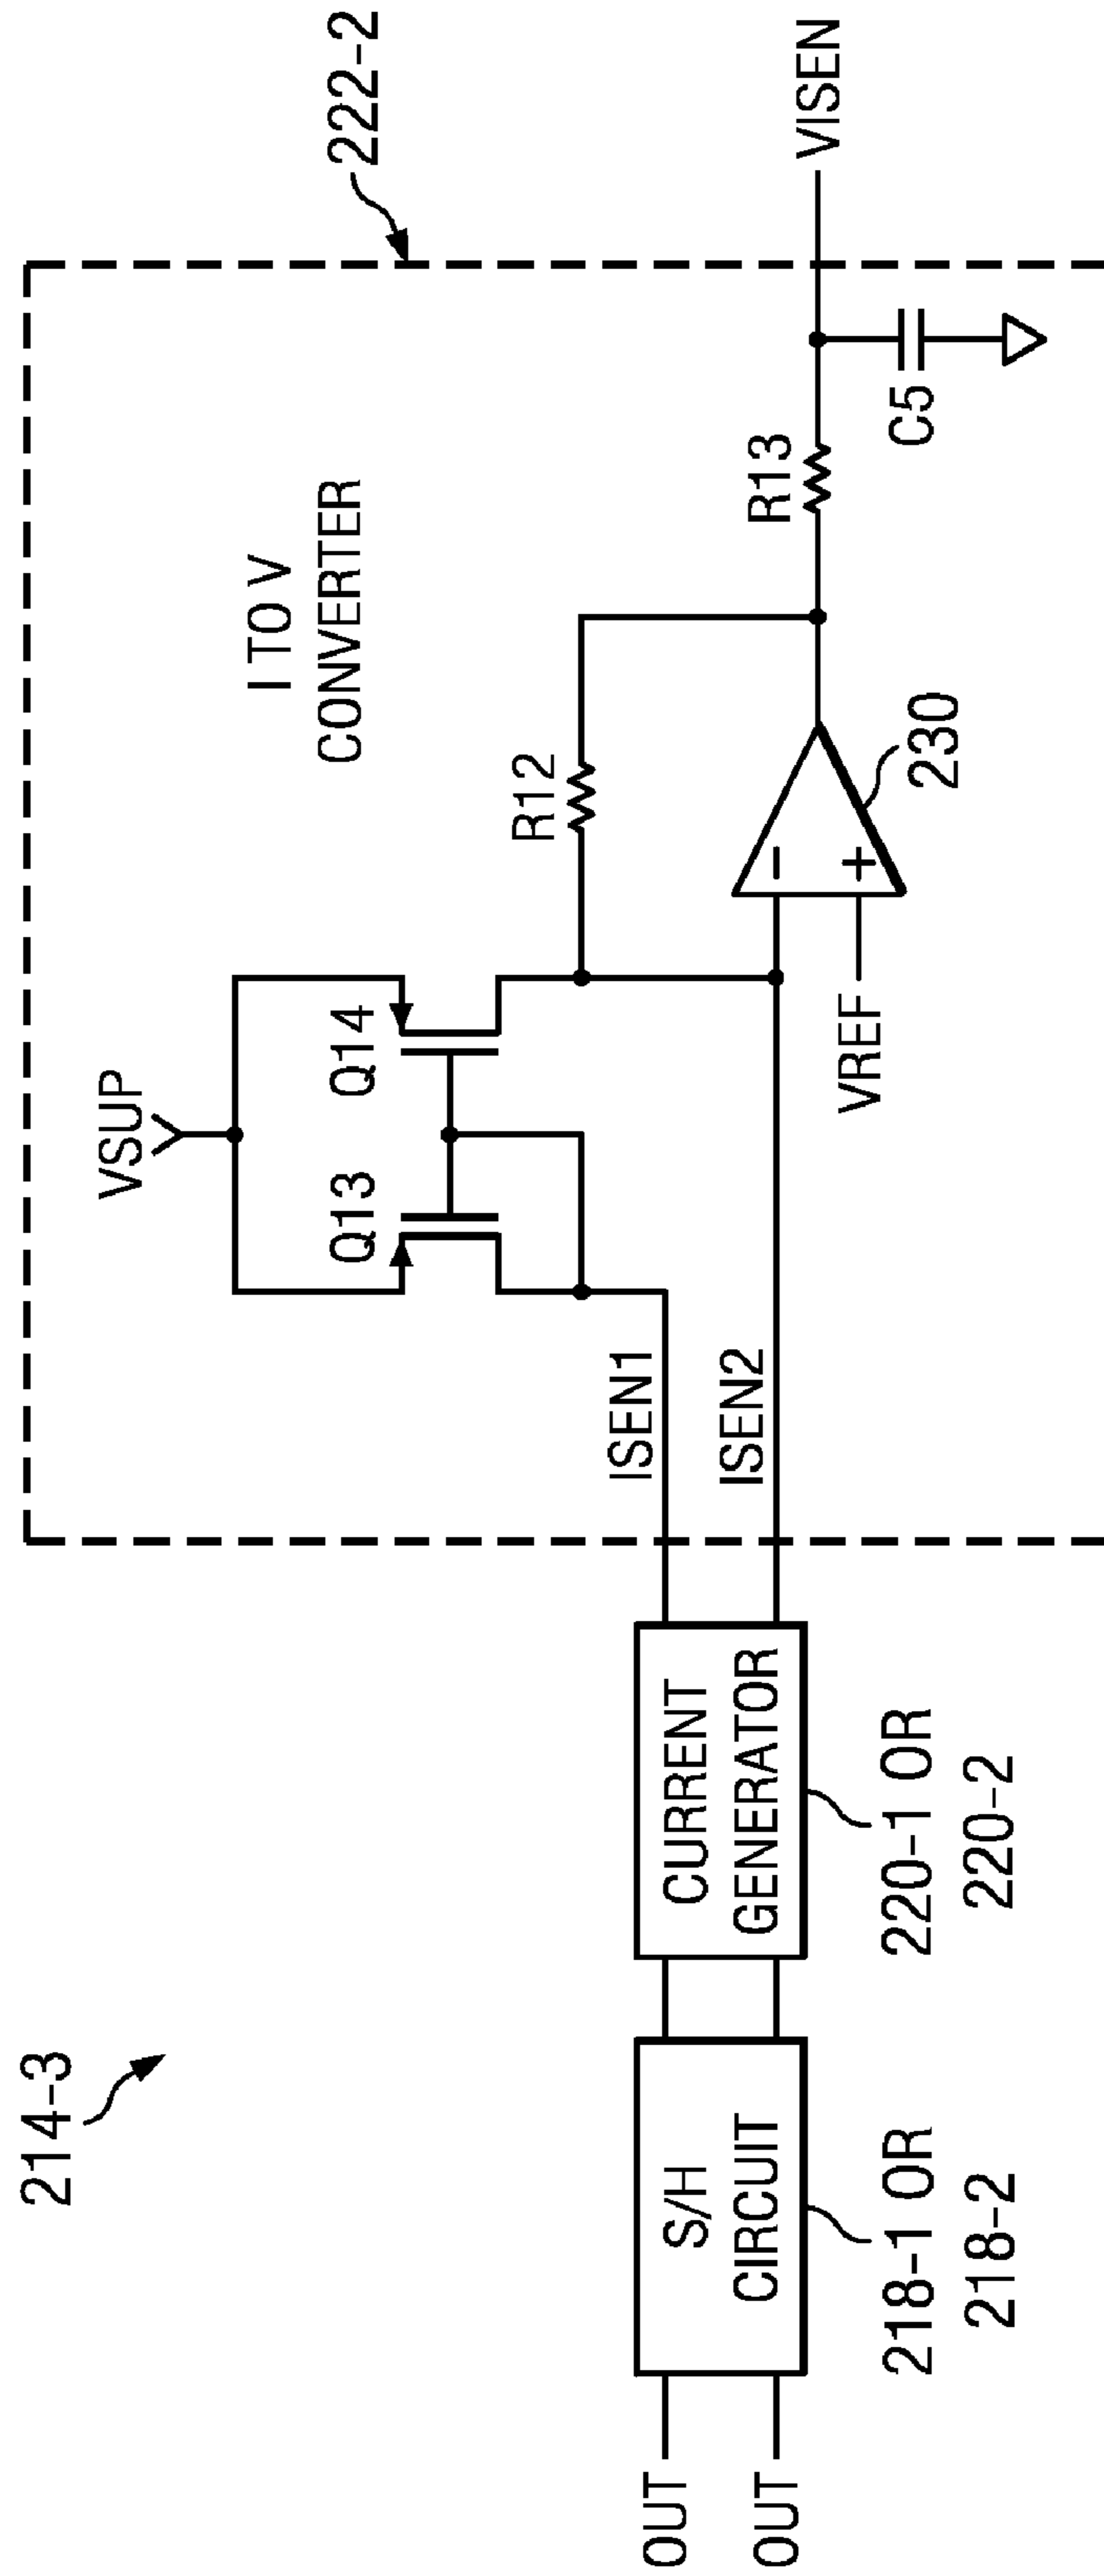 214-3
222-2
VSUP
I TO V
CONVERTER
Q13
Q14
R12
ISEN1
ISEN2
R13
VISEN
C5
VREF
-
+
230
OUT
OUT
S/H
CIRCUIT
CURRENT
GENERATOR
218-1 OR
218-2
220-1 OR
220-2